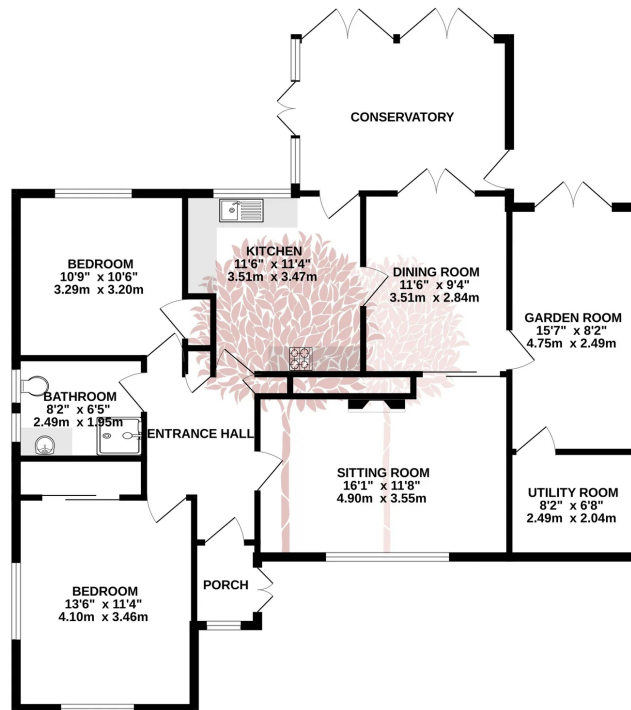 CONSERVATORY
BEDROOM
10'9" x 10'6"
3.29m x 3.20m
KITCHEN
11'6" x 11'4"
3.51m x 3.47m
DINING ROOM
11'6" x 9'4"
3.51m x 2.84m
GARDEN ROOM
15'7" x 8'2"
4.75m x 2.49m
BATHROOM
8'2" x 6'5"
2.49m x 1.95m
ENTRANCE HALL
SITTING ROOM
16'1" x 11'8"
4.90m x 3.55m
UTILITY ROOM
8'2" x 6'8"
2.49m x 2.04m
PORCH
BEDROOM
13'6" x 11'4"
4.10m x 3.46m